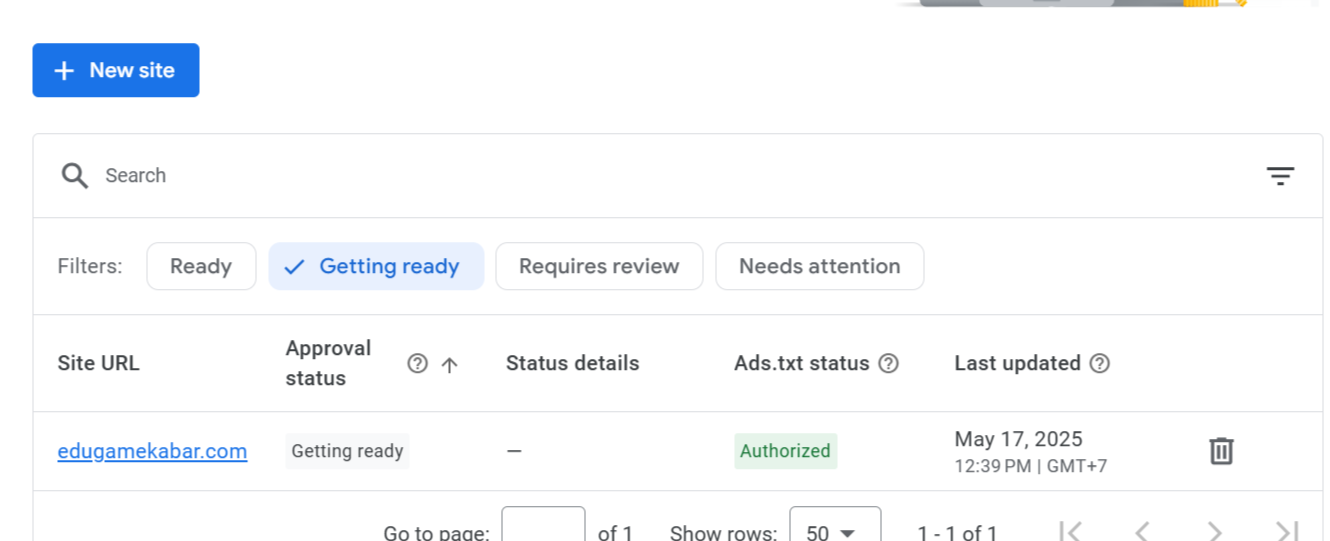 + New site
Search
Filters: Ready Getting ready Requires review Needs attention
Site URL Approval status Status details Ads.txt status Last updated
edugamekabar.com Getting ready – Authorized May 17, 2025
12:39 PM | GMT+7
Go to page: of 1 Show rows: 50 1 - 1 of 1